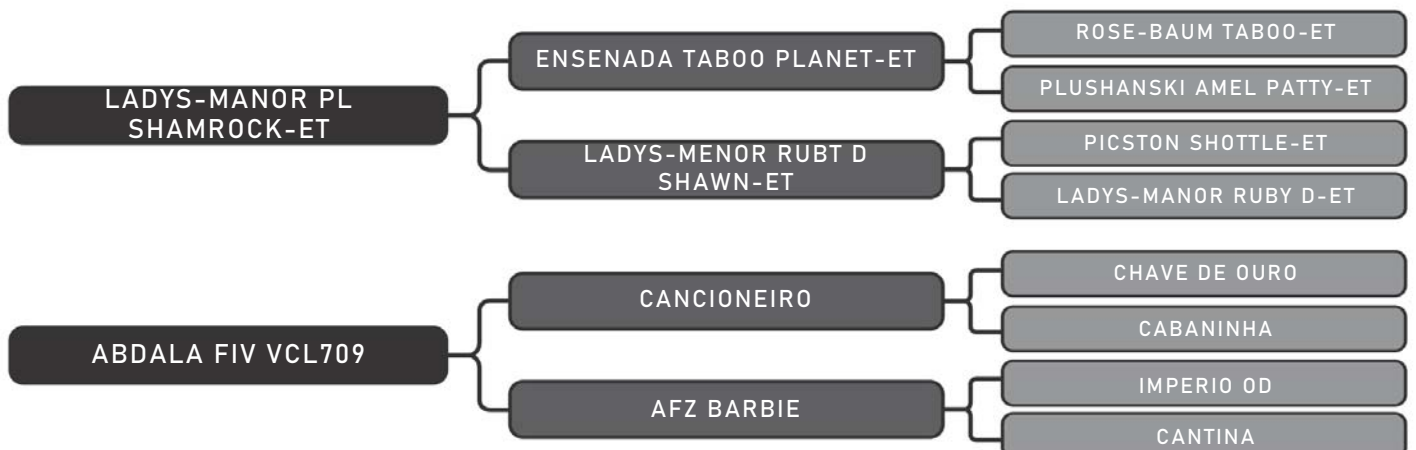 ROSE-BAUM TABOO-ET
ENSENADA TABOO PLANET-ET
PLUSHANSKI AMEL PATTY-ET
LADYS-MANOR PL
SHAMROCK-ET
PICSTON SHOTTLE-ET
LADYS-MENOR RUBT D
SHAWN-ET
LADYS-MANOR RUBY D-ET
CHAVE DE OURO
CANCIONEIRO
CABANINHA
ABDALA FIV VCL709
IMPERIO OD
AFZ BARBIE
CANTINA